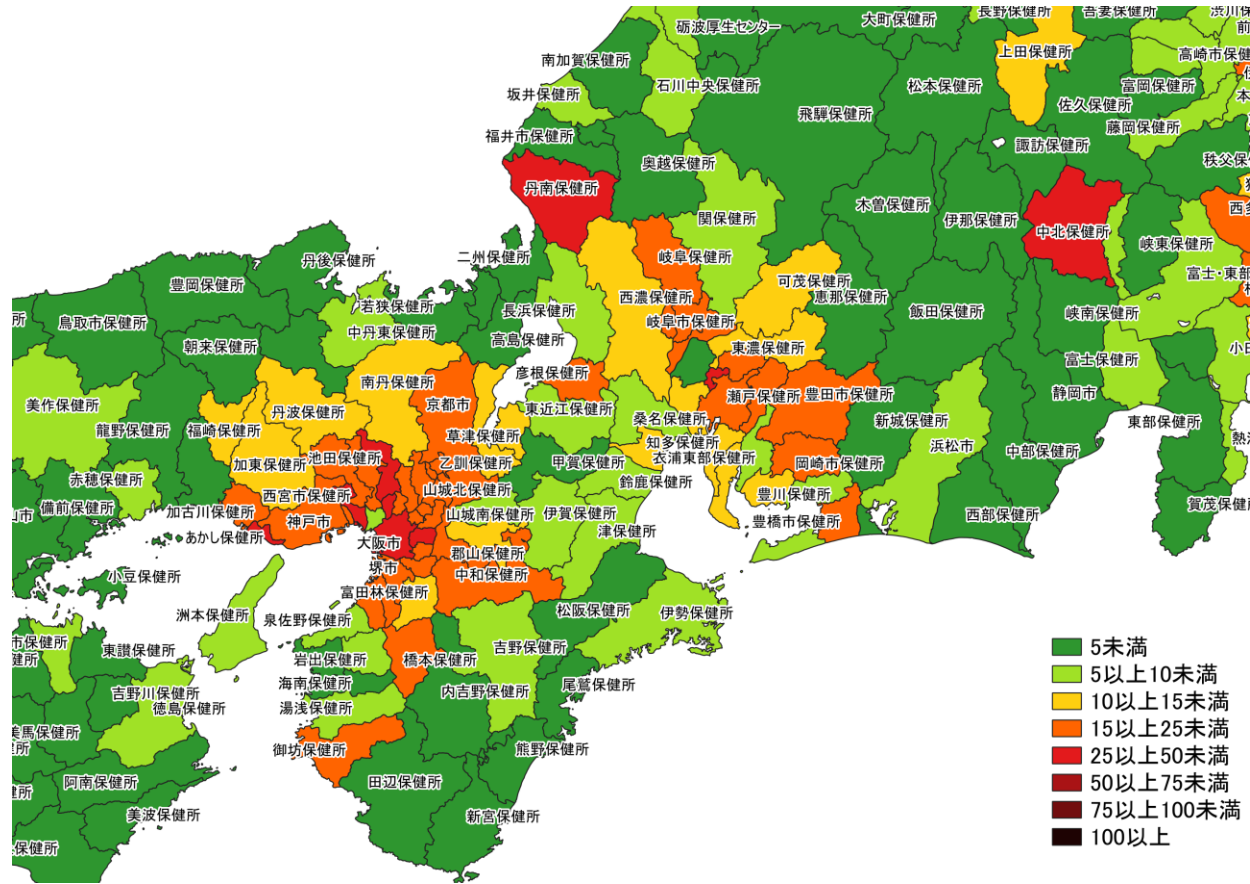 砺波厚生センター
大町保健所
長野保健所
吾妻保健所
渋川保
前
南加賀保健所
上田保健所
高崎市保健
坂井保健所
石川中央保健所
松本保健所
富岡保健所
本
飛騨保健所
佐久保健所
藤岡保健所
福井市保健所
奥越保健所
諏訪保健所
秩父保
丹南保健所
関保健所
木曽保健所
伊那保健所
中北保健所
西多
峡東保健所
丹後保健所
二州保健所
岐阜保健所
可茂保健所
富士・東部
豊岡保健所
若狭保健所
長浜保健所
西濃保健所
恵那保健所
飯田保健所
峡南保健所
鳥取市保健所
中丹東保健所
高島保健所
岐阜市保健所
朝来保健所
東濃保健所
富士保健所
小田
南丹保健所
彦根保健所
瀬戸保健所
豊田市保健所
静岡市
美作保健所
丹波保健所
京都市
東近江保健所
桑名保健所
新城保健所
東部保健所
龍野保健所
福崎保健所
草津保健所
知多保健所
浜松市
中部保健所
熱海
加東保健所
池田保健所
乙訓保健所
甲賀保健所
衣浦東部保健所
岡崎市保健所
赤穂保健所
西宮市保健所
山城北保健所
鈴鹿保健所
豊川保健所
賀茂保健所
山市
備前保健所
加古川保健所
神戸市
山城南保健所
伊賀保健所
豊橋市保健所
西部保健所
あかし保健所
大阪市
郡山保健所
津保健所
小豆保健所
堺市
中和保健所
富田林保健所
洲本保健所
泉佐野保健所
松阪保健所
伊勢保健所
市保健所
健所
東讃保健所
岩出保健所
橋本保健所
吉野保健所
吉野川保健所
海南保健所
内吉野保健所
尾鷲保健所
徳島保健所
湯浅保健所
美馬保健所
御坊保健所
熊野保健所
阿南保健所
田辺保健所
美波保健所
新宮保健所
保健所
5未満
5以上10未満
10以上15未満
15以上25未満
25以上50未満
50以上75未満
75以上100未満
100以上